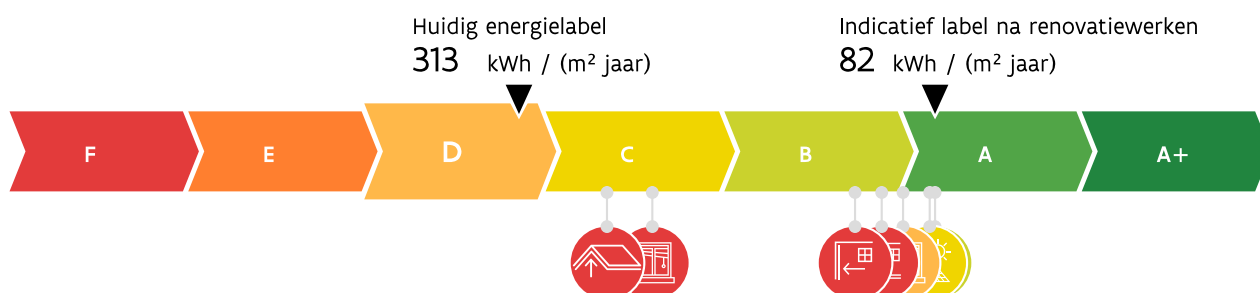 Huidig energielabel
313 kWh / (m² jaar)
Indicatief label na renovatiewerken
82 kWh / (m² jaar)
F E D C B A A+